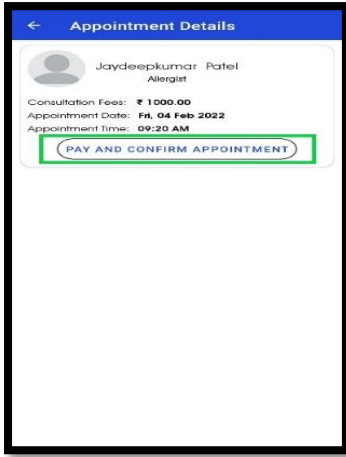 ← Appointment Details
Jaydeepkumar Patel
Allergist
Consultation Fees: ₹ 1000.00
Appointment Date: Fri, 04 Feb 2022
Appointment Time: 09:20 AM
PAY AND CONFIRM APPOINTMENT